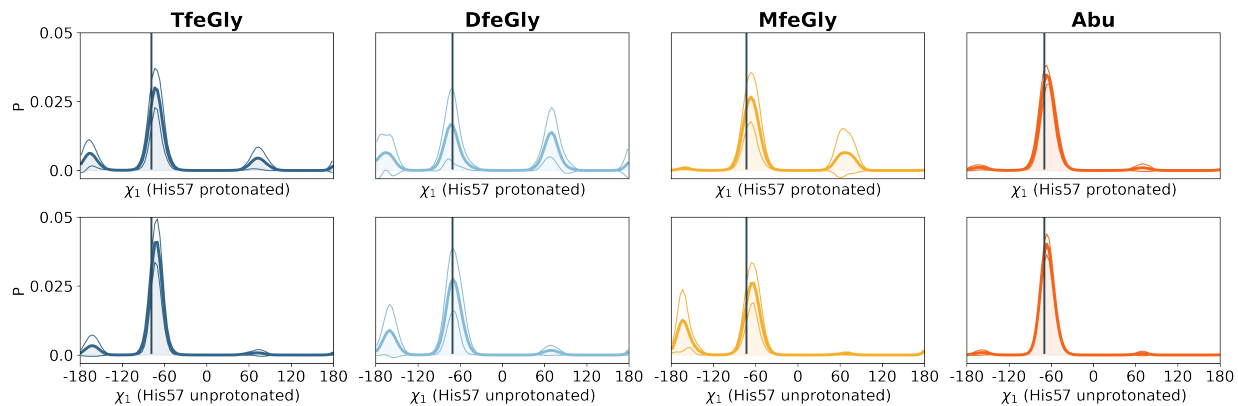 TfeGly DfeGly MfeGly Abu
0.05
0.025
0.0
P
χ1 (His57 protonated) χ1 (His57 protonated) χ1 (His57 protonated) χ1 (His57 protonated)
0.05
0.025
0.0
P
-180 -120 -60 0 60 120 180 -120 -60 0 60 120 -180 -120 -60 0 60 120 -180 -120 -60 0 60 120 180
χ1 (His57 unprotonated) χ1 (His57 unprotonated) χ1 (His57 unprotonated) χ1 (His57 unprotonated)